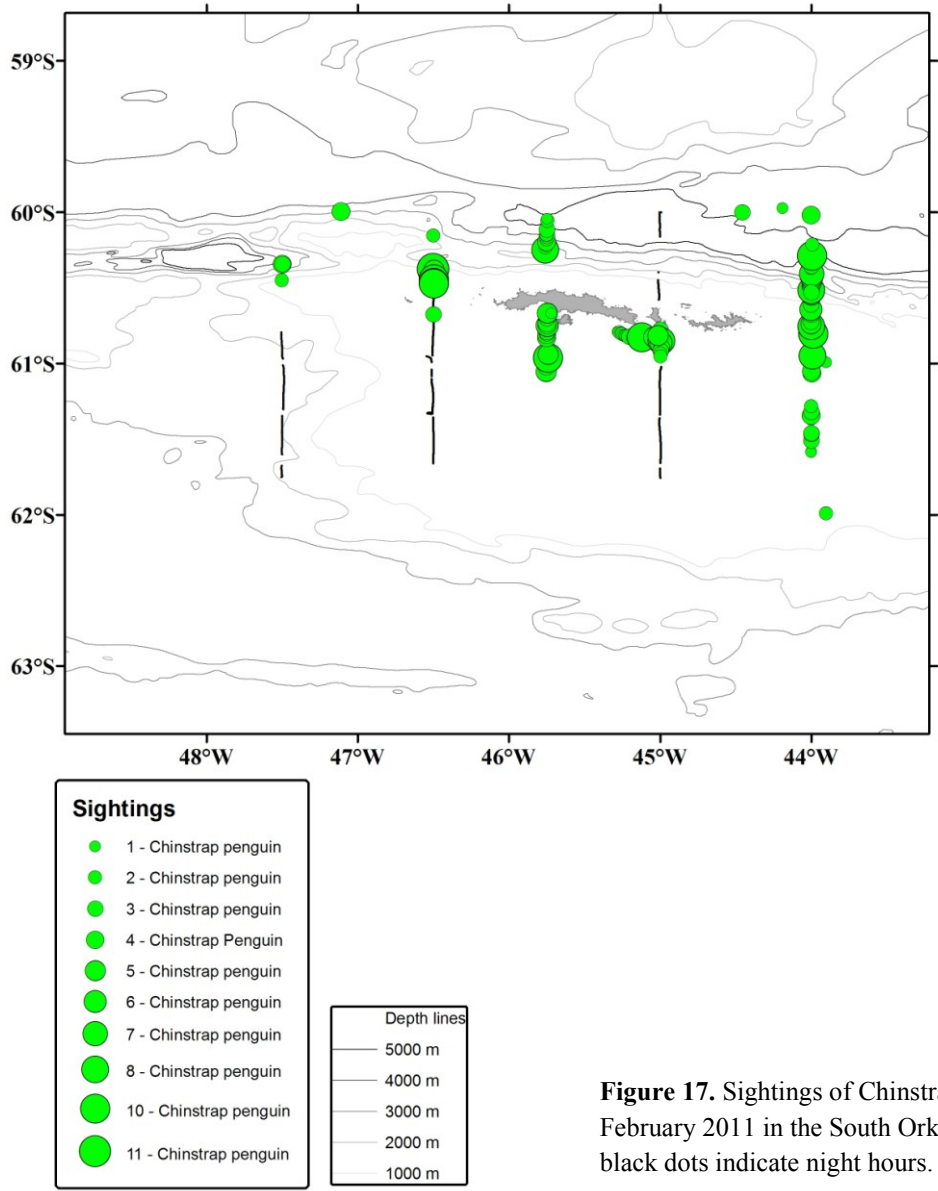 59°S
60°S
61°S
62°S
63°S
48°W 47°W 46°W 45°W 44°W
Sightings
1 - Chinstrap penguin
2 - Chinstrap penguin
3 - Chinstrap penguin
4 - Chinstrap Penguin
5 - Chinstrap penguin
6 - Chinstrap penguin
7 - Chinstrap penguin
8 - Chinstrap penguin
10 - Chinstrap penguin
11 - Chinstrap penguin
Depth lines
5000 m
4000 m
3000 m
2000 m
1000 m
Figure 17. Sightings of
February 2011 in the South
black dots indicate night hours.